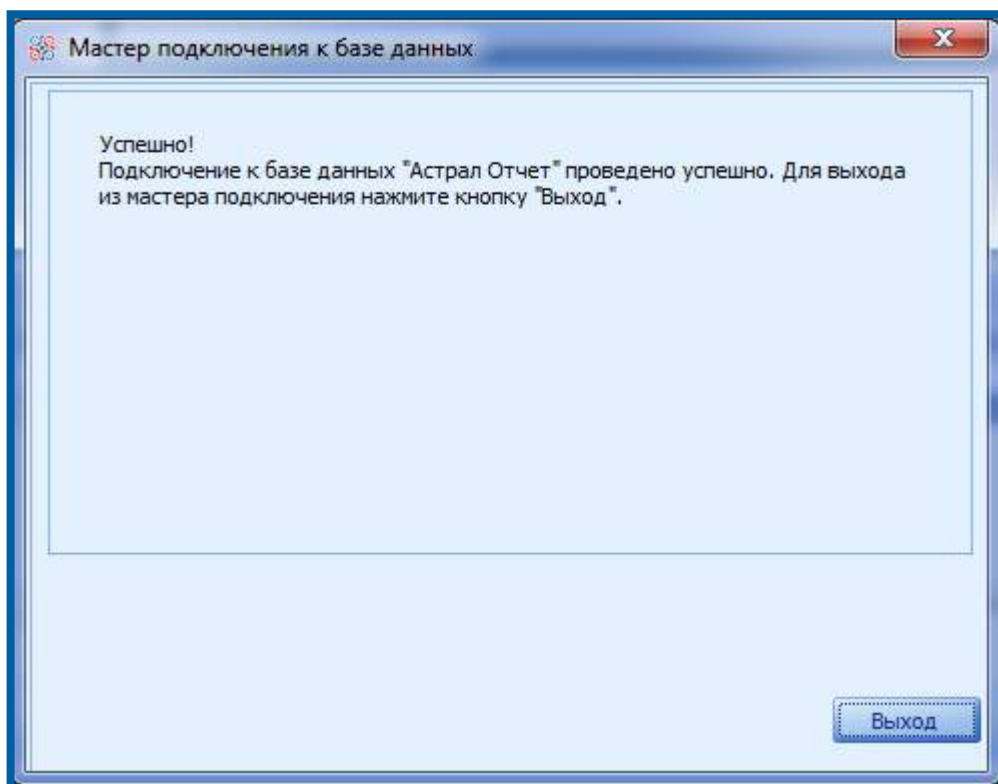 Мастер подключения к базе данных
Успешно!
Подключение к базе данных "Астрал Отчет" проведено успешно. Для выхода
из мастера подключения нажмите кнопку "Выход".
Выход